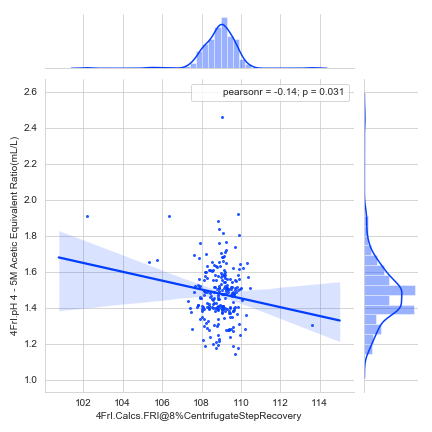 pearsonr = -0.14; p = 0.031
2.6
2.4
2.2
2.0
1.8
1.6
1.4
1.2
1.0
4FrI.pH 4 - 5M Acetic Equivalent Ratio(mL/L)
102 104 106 108 110 112 114
4FrI.Calcs.FRI@8%CentrifugateStepRecovery